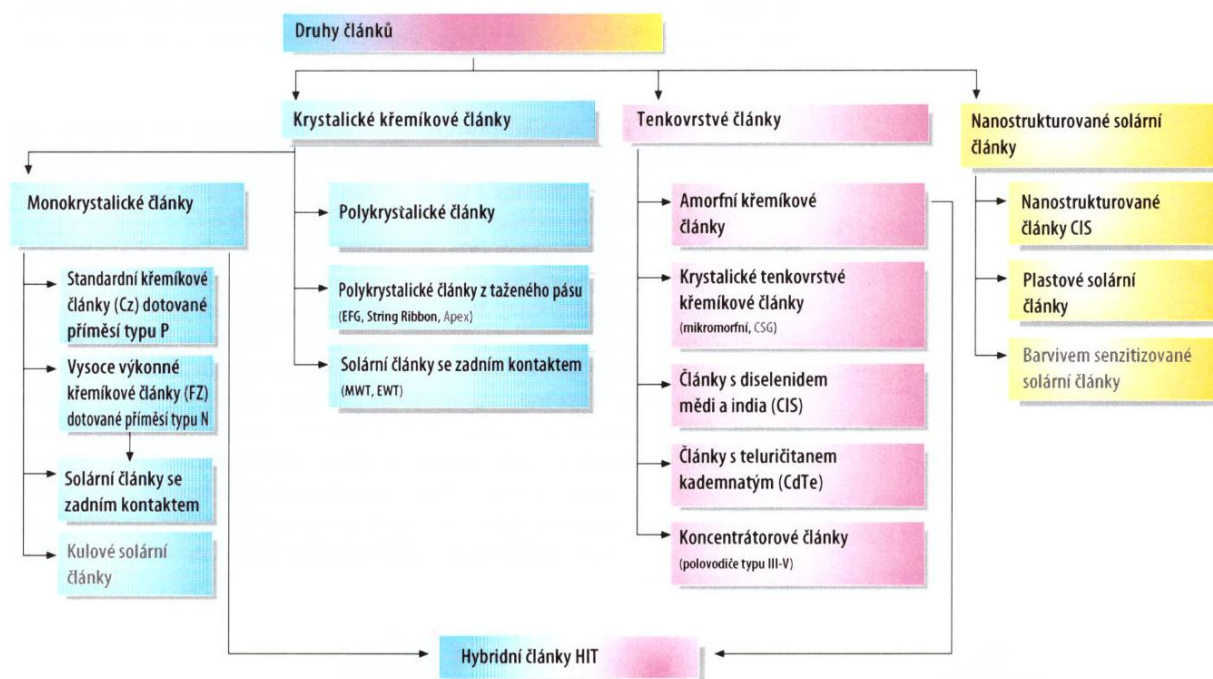 Druhy článků
Krystalické křemíkové články
Tenkovrstvé články
Nanostrukturované solární
články
Monokrystalické články
Standardní křemíkové
články (Cz) dotované
příměsí typu P
Vysoce výkonné
křemíkové články (FZ)
dotované příměsí typu N
Solární články se
zadním kontaktem
Kulové solární
články
Polykrystalické články
Polykrystalické články z taženého pásu
(EFG, String Ribbon, Apex)
Solární články se zadním kontaktem
(MWT, EWT)
Amorfní křemíkové
články
Krystalické tenkovrstvé
křemíkové články
(mikromorfní, CSG)
Články s diselenidem
mědi a india (CIS)
Články s teluričitanem
kademnatým (CdTe)
Koncentrátorové články
(polovodiče typu III-V)
Nanostrukturované
články CIS
Plastové solární
články
Barvivem senzitizované
solární články
Hybridní články HIT